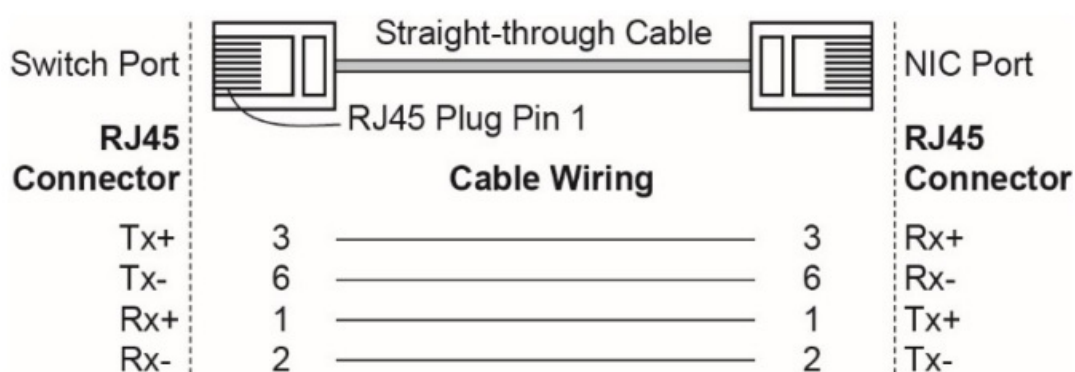 Straight-through Cable
Switch Port NIC Port
RJ45 Plug Pin 1
RJ45 RJ45
Connector Cable Wiring Connector
Tx+ 3 3 Rx+
Tx- 6 6 Rx-
Rx+ 1 1 Tx+
Rx- 2 2 Tx-